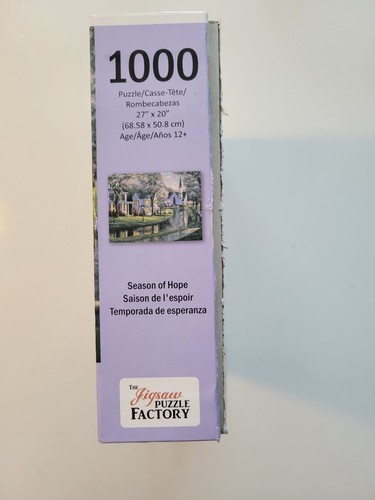 1000
Puzzle/Casse-Tête/
Rombecabezas
27" x 20"
(68.58 x 50.8 cm)
Age/Âge/Años 12+
Season of Hope
Saison de l'espoir
Temporada de esperanza
THE
Jigsaw
PUZZLE
FACTORY